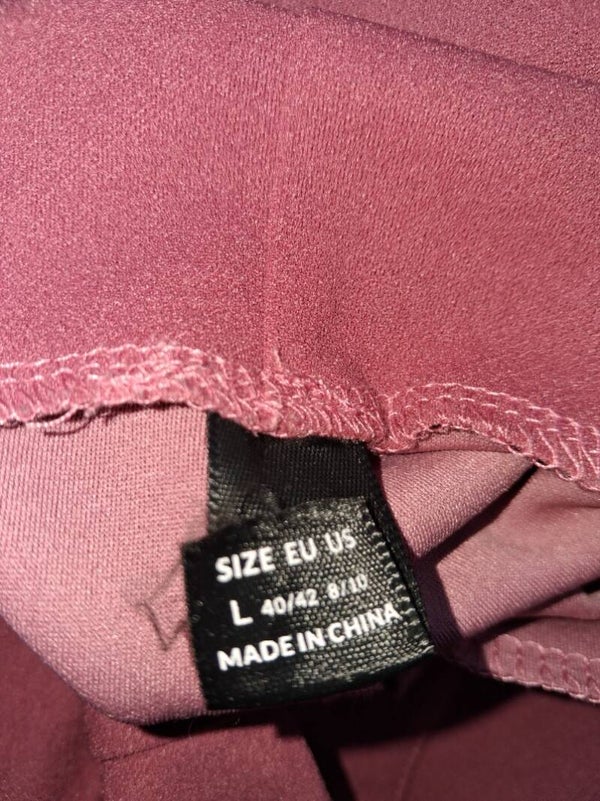 SIZE EU US
L 40/42 8/10
MADE IN CHINA